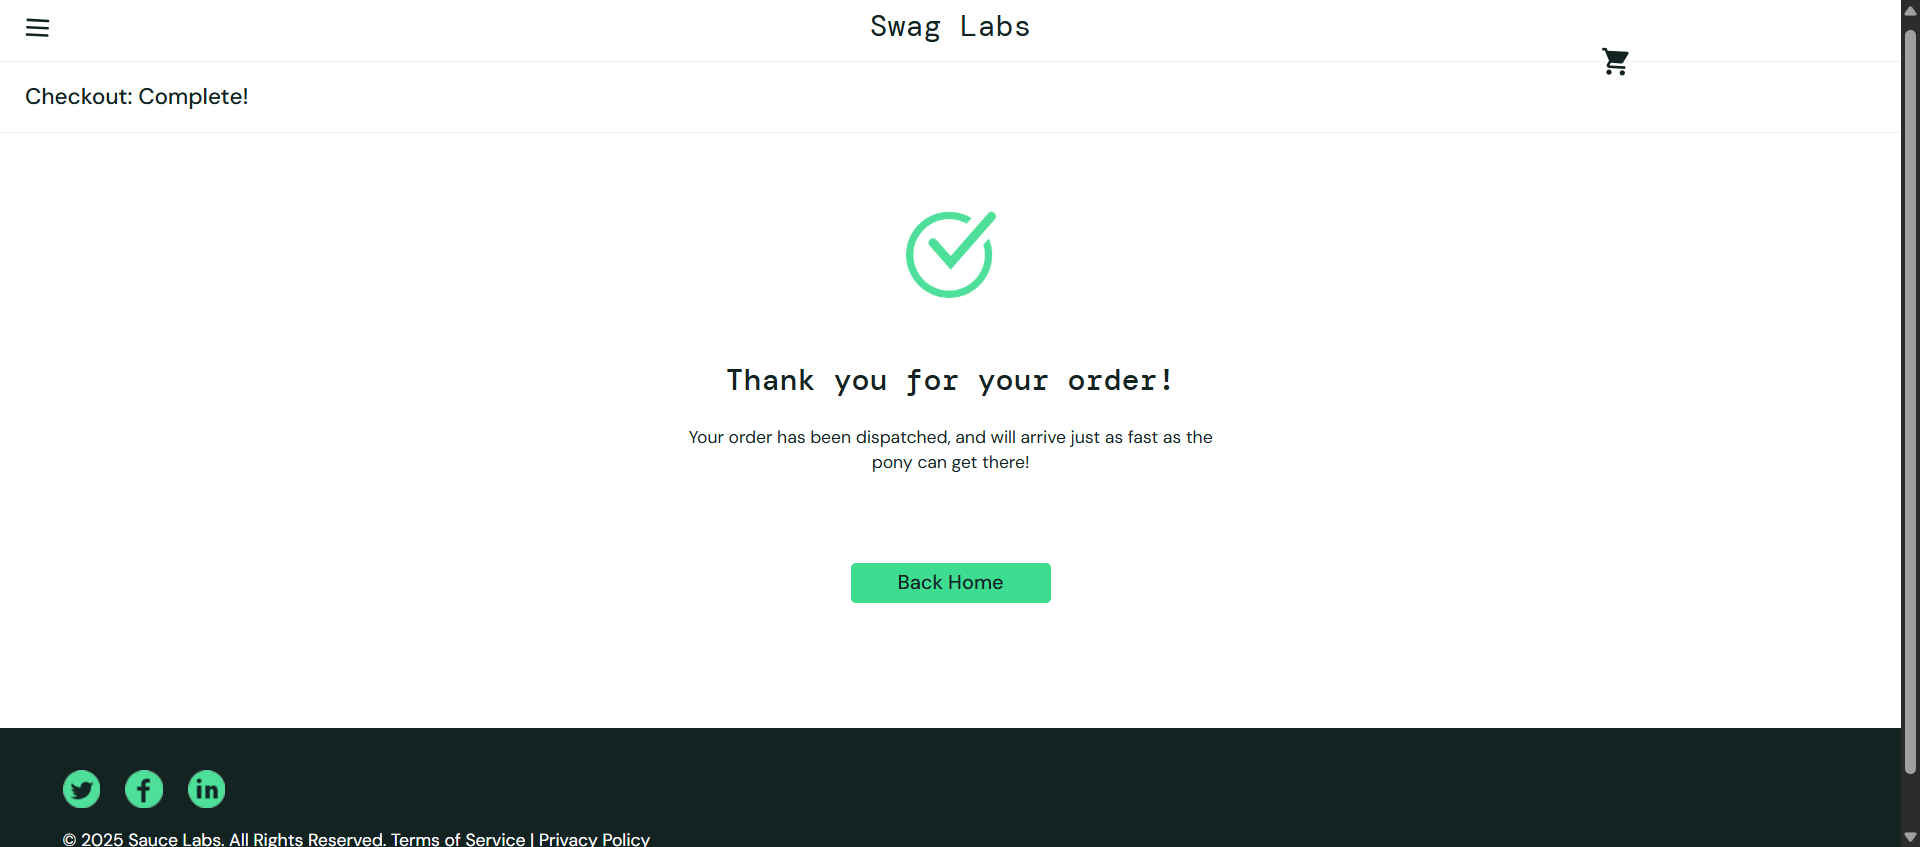 Swag Labs
Checkout: Complete!
Thank you for your order!
Your order has been dispatched, and will arrive just as fast as the
pony can get there!
Back Home
© 2025 Sauce Labs. All Rights Reserved. Terms of Service | Privacy Policy